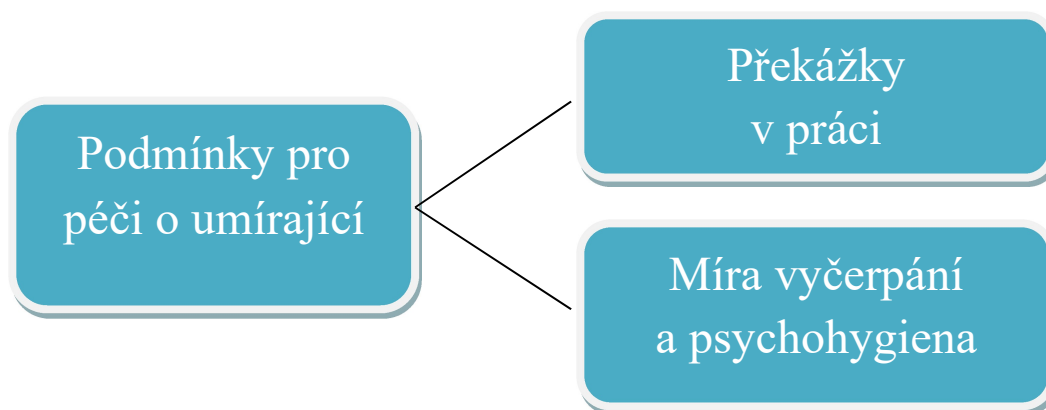 Podmínky pro
péči o umírající
Překážky
v práci
Míra vyčerpání
a psychohygiena